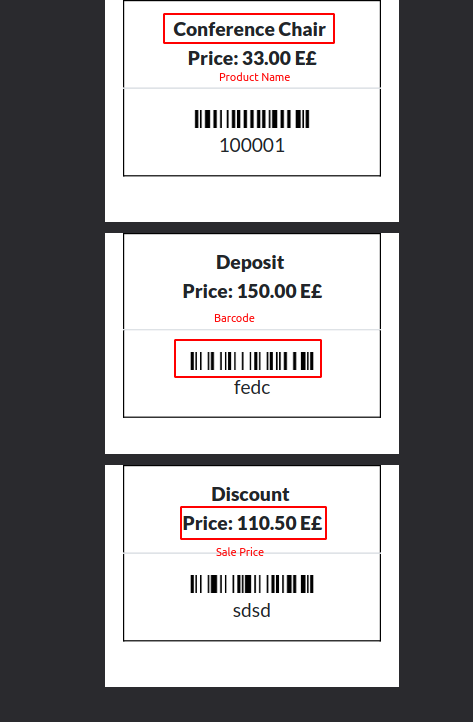 Conference Chair
Price: 33.00 E£
Product Name
100001
Deposit
Price: 150.00 E£
Barcode
fedc
Discount
Price: 110.50 E£
Sale Price
sdsd